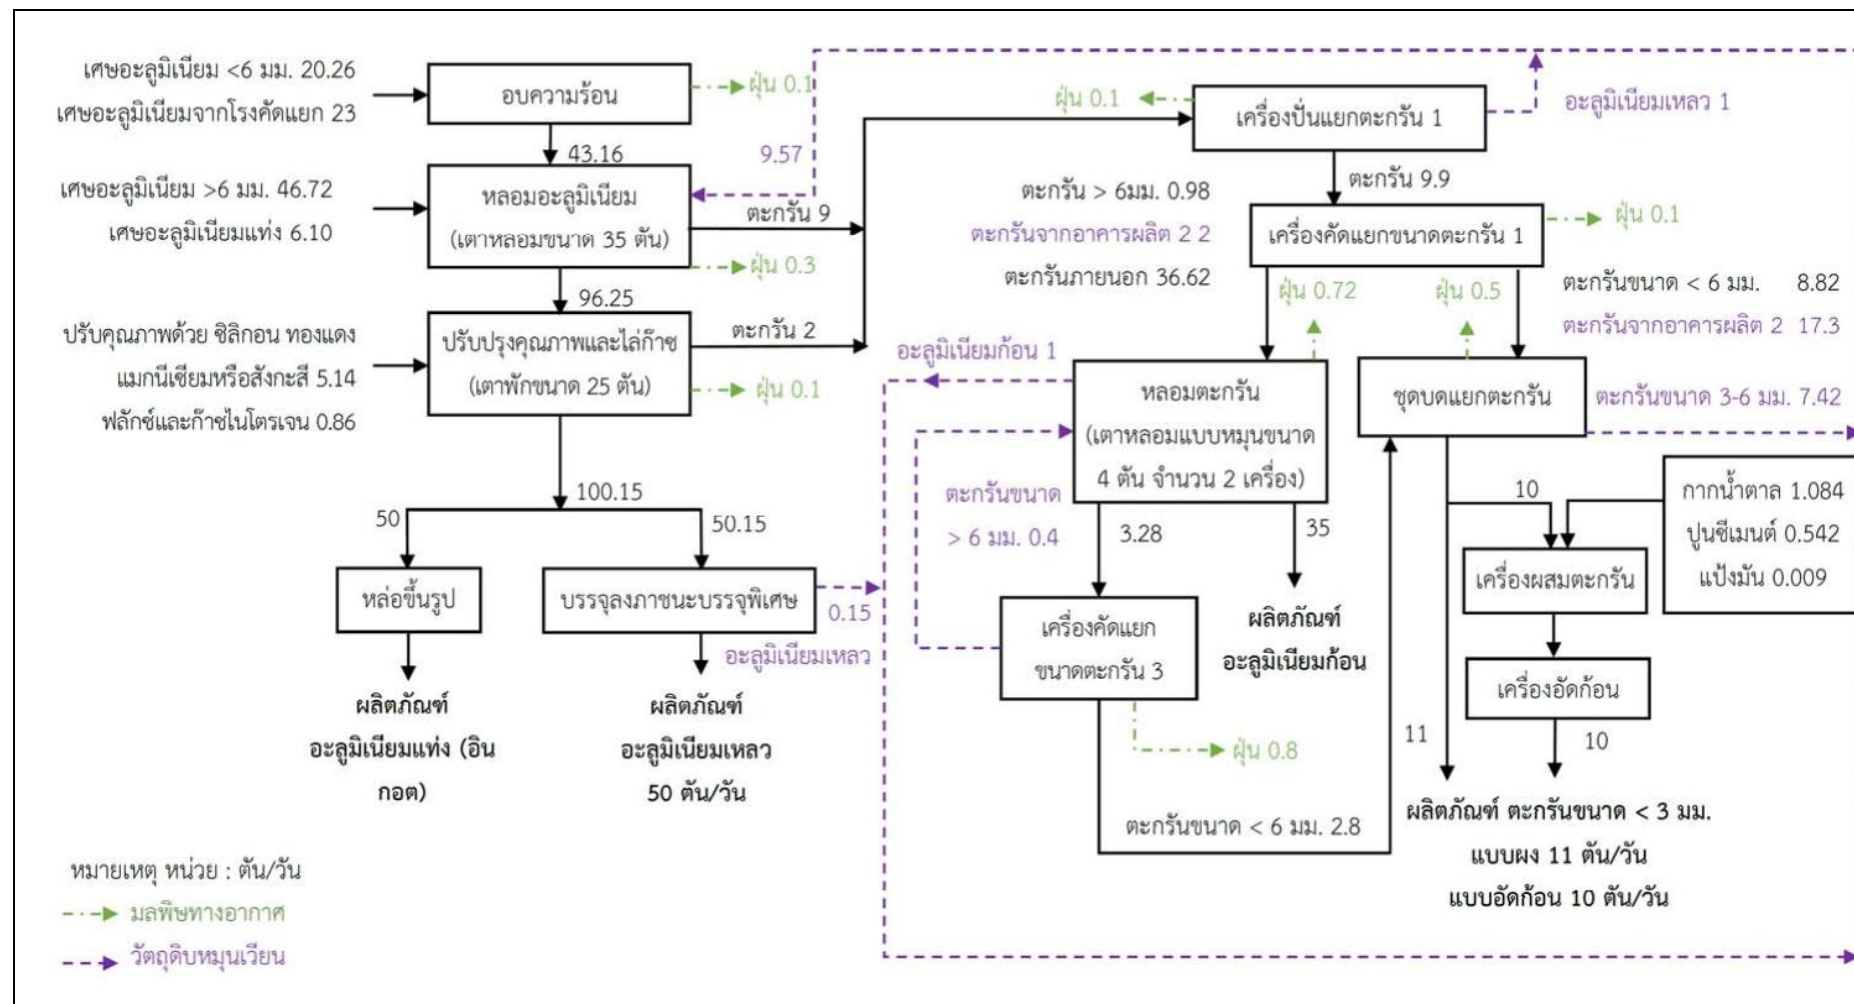 เศษอะลูมิเนียม <6 มม. 20.26
เศษอะลูมิเนียมจากโรงคัดแยก 23
อบความร้อน
ฝุ่น 0.1
43.16
9.57
เศษอะลูมิเนียม >6 มม. 46.72
เศษอะลูมิเนียมแท่ง 6.10
หลอมอะลูมิเนียม
(เตาหลอมขนาด 35 ตัน)
ตะกรัน 9
ฝุ่น 0.3
96.25
ปรับคุณภาพด้วย ซิลิกอน ทองแดง
แมกนีเซียมหรือสังกะสี 5.14
ฟลักซ์และก๊าซไนโตรเจน 0.86
ปรับปรุงคุณภาพและไล่ก๊าซ
(เตาพักขนาด 25 ตัน)
ตะกรัน 2
ฝุ่น 0.1
100.15
50
50.15
หล่อขึ้นรูป
บรรจุลงภาชนะบรรจุพิเศษ
0.15
อะลูมิเนียมเหลว
ผลิตภัณฑ์
อะลูมิเนียมแท่ง (อิน
กอต)
ผลิตภัณฑ์
อะลูมิเนียมเหลว
50 ตัน/วัน
ฝุ่น 0.1
เครื่องปั่นแยกตะกรัน 1
อะลูมิเนียมเหลว 1
ตะกรัน 9.9
ตะกรัน > 6มม. 0.98
ตะกรันจากอาคารผลิต 2 2
ตะกรันภายนอก 36.62
เครื่องคัดแยกขนาดตะกรัน 1
ฝุ่น 0.1
ฝุ่น 0.72
ฝุ่น 0.5
ตะกรันขนาด < 6 มม. 8.82
ตะกรันจากอาคารผลิต 2 17.3
อะลูมิเนียมก้อน 1
หลอมตะกรัน
(เตาหลอมแบบหมุนขนาด
4 ตัน จำนวน 2 เครื่อง)
ชุดบดแยกตะกรัน
ตะกรันขนาด 3-6 มม. 7.42
ตะกรันขนาด
> 6 มม. 0.4
3.28
35
10
กากน้ำตาล 1.084
ปูนซีเมนต์ 0.542
แป้งมัน 0.009
เครื่องผสมตะกรัน
เครื่องคัดแยก
ขนาดตะกรัน 3
ผลิตภัณฑ์
อะลูมิเนียมก้อน
เครื่องอัดก้อน
ฝุ่น 0.8
11
10
ตะกรันขนาด < 6 มม. 2.8
ผลิตภัณฑ์ ตะกรันขนาด < 3 มม.
แบบผง 11 ตัน/วัน
แบบอัดก้อน 10 ตัน/วัน
หมายเหตุ หน่วย : ตัน/วัน
มลพิษทางอากาศ
วัตถุดิบหมุนเวียน